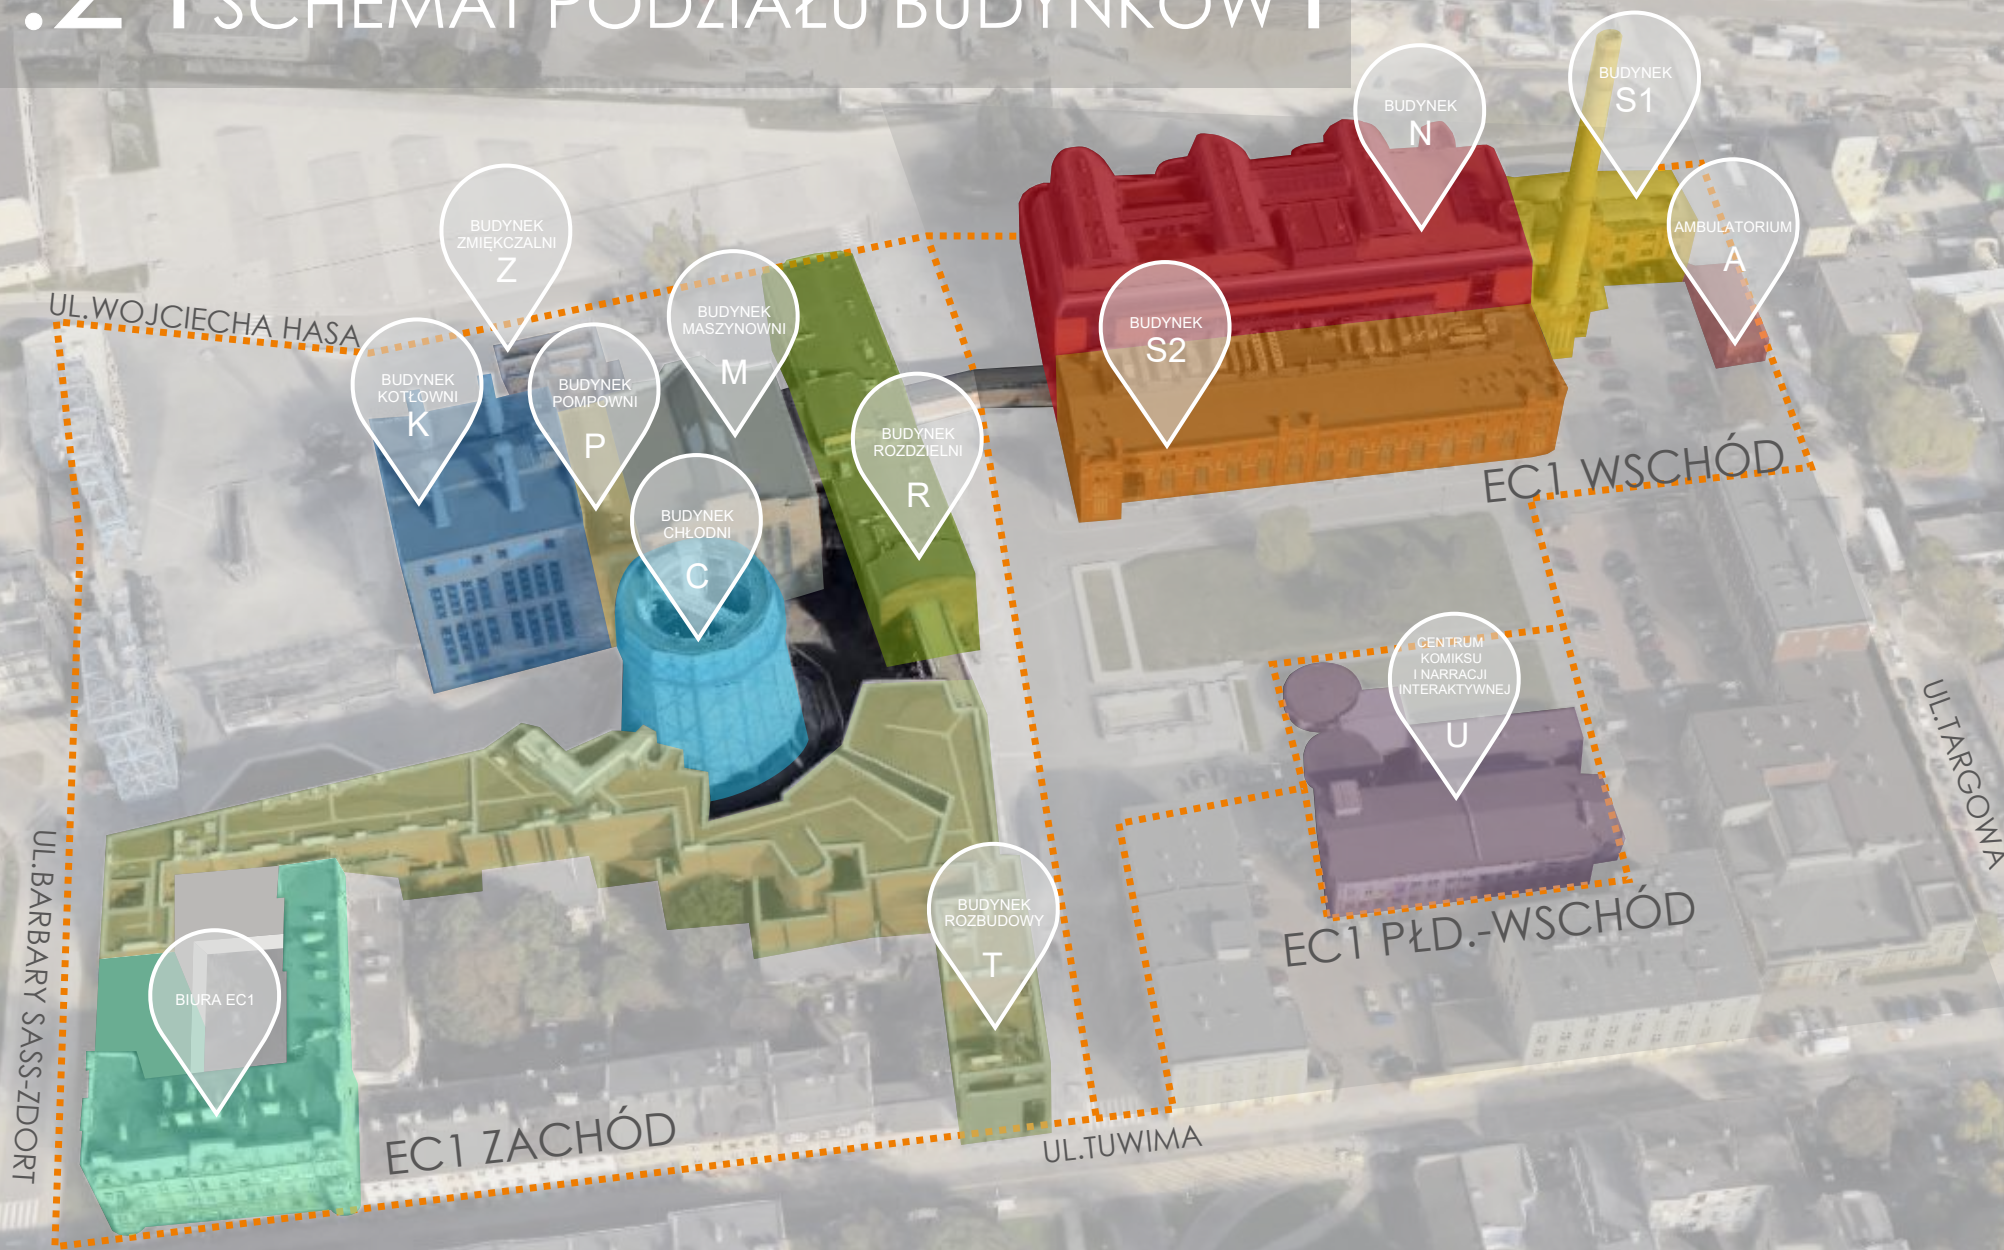 .2 I SCHEMAT PODZIAŁU BUDYNKÓW I
BUDYNEK
S1
BUDYNEK
N
AMBULATORIUM
A
BUDYNEK
ZMIĘKCZALNI
Z
BUDYNEK
MASZYNOWNI
M
BUDYNEK
S2
UL.WOJCIECHA HASA
BUDYNEK
KOTŁOWNI
K
BUDYNEK
POMPOWNI
P
BUDYNEK
ROZDZIELNI
R
EC1 WSCHÓD
BUDYNEK
CHŁODNI
C
CENTRUM
KOMIKSU
I NARRACJI
INTERAKTYWNEJ
U
UL.TARGOWA
UL.BARBARY SASS-ZDORT
BUDYNEK
ROZBUDOWY
T
EC1 PŁD.-WSCHÓD
BIURA EC1
EC1 ZACHÓD
UL.TUWIMA